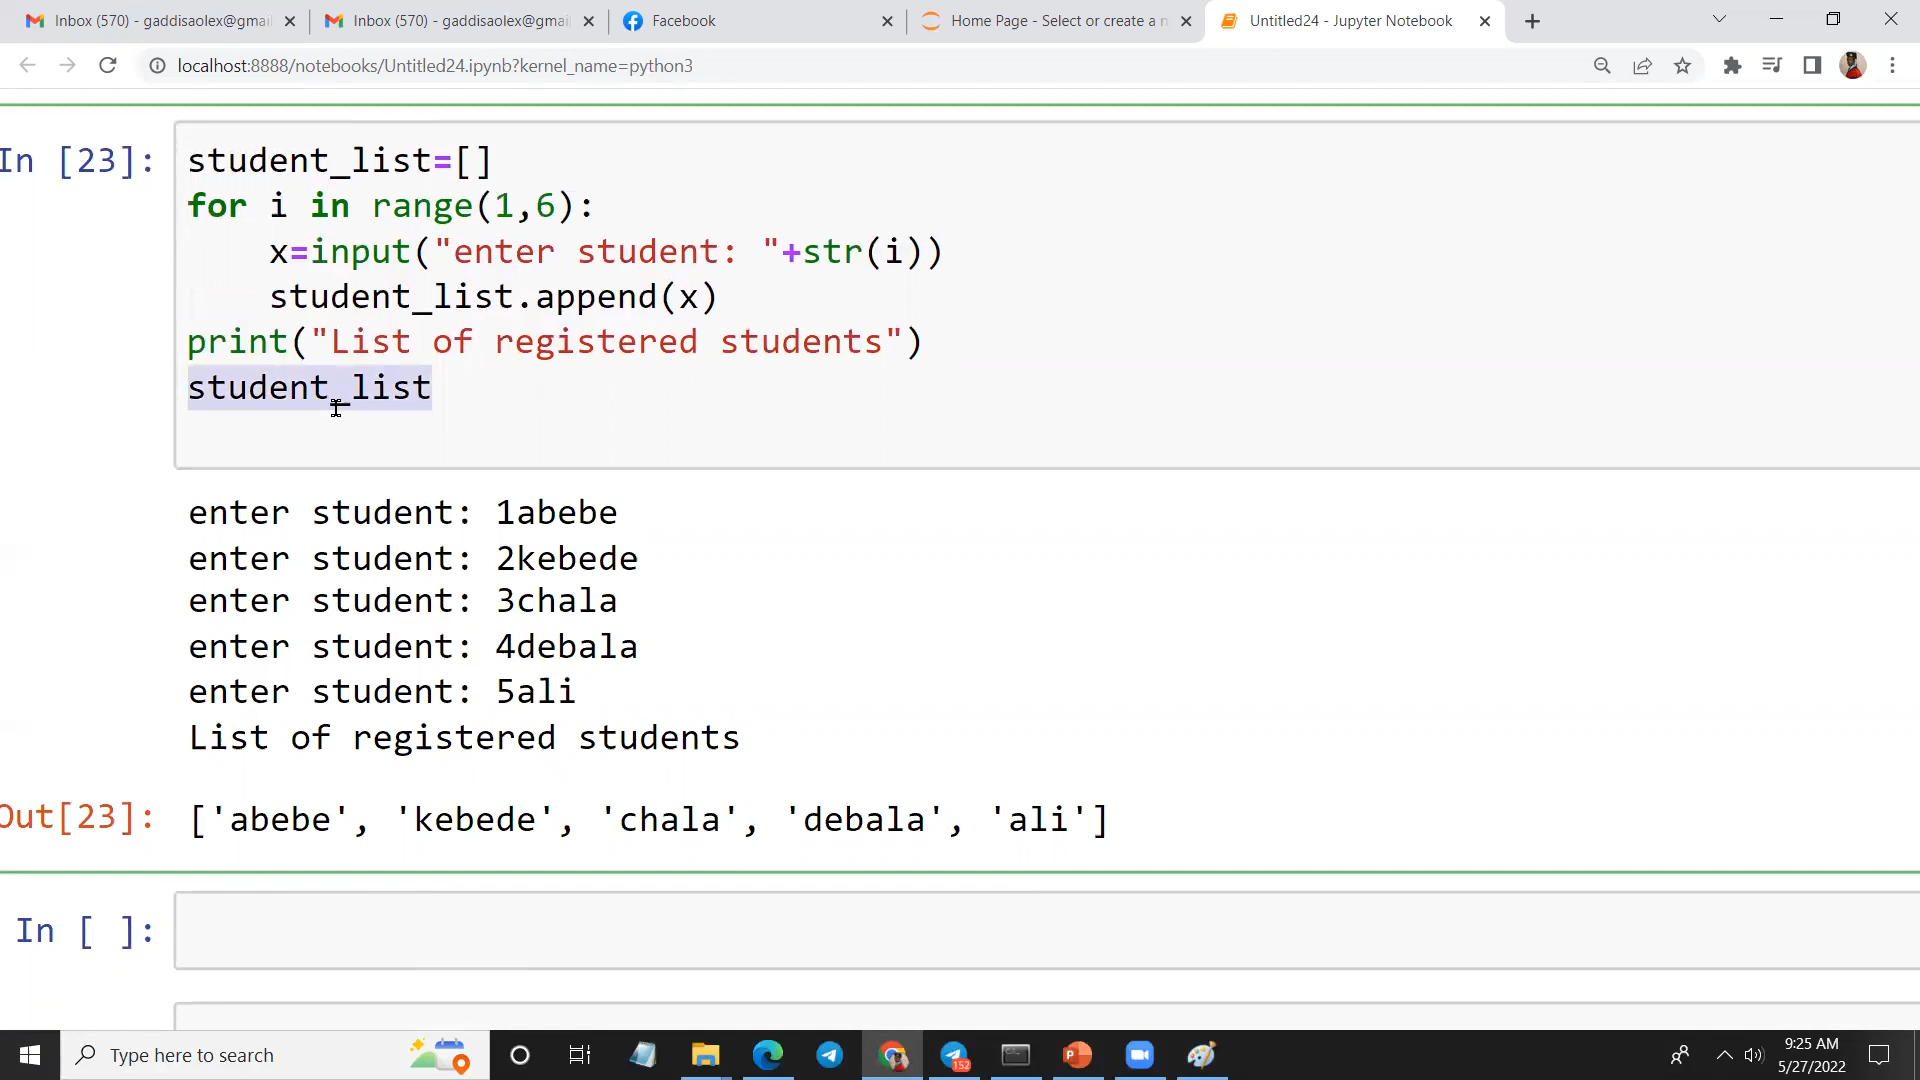 Inbox (570) - gaddisaolex@gmai
Inbox (570) - gaddisaolex@gmai
Facebook
Home Page - Select or create a n
Untitled24 - Jupyter Notebook
localhost:8888/notebooks/Untitled24.ipynb?kernel_name=python3
In [23]:
student_list=[]
for i in range(1,6):
    x=input("enter student: "+str(i))
    student_list.append(x)
print("List of registered students")
student_list
enter student: 1abebe
enter student: 2kebede
enter student: 3chala
enter student: 4debala
enter student: 5ali
List of registered students
Out[23]: ['abebe', 'kebede', 'chala', 'debala', 'ali']
In [ ]:
Type here to search
152
9:25 AM
5/27/2022